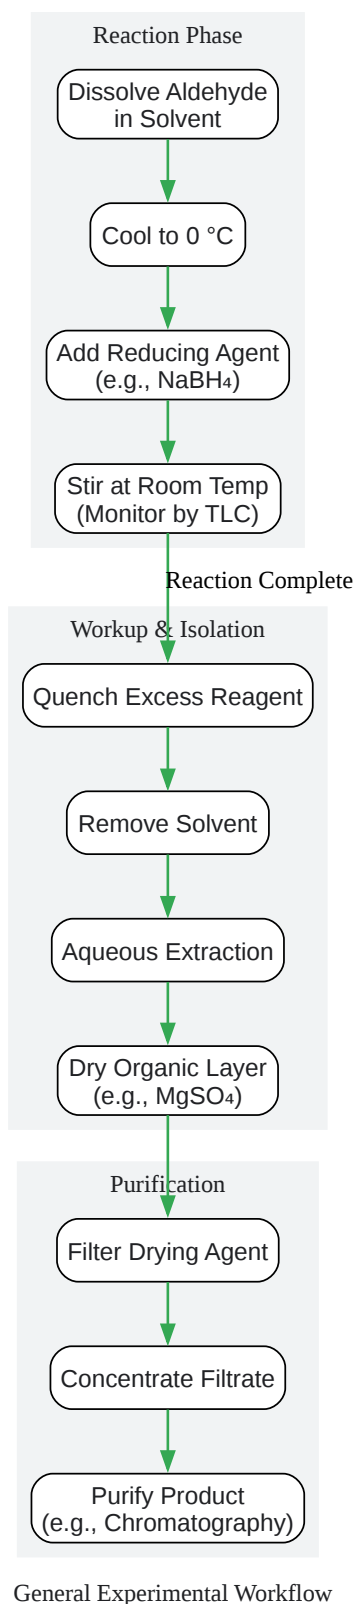 Reaction Phase
Dissolve Aldehyde
in Solvent
Cool to 0 °C
Add Reducing Agent
(e.g., NaBH₄)
Stir at Room Temp
(Monitor by TLC)
Reaction Complete
Workup & Isolation
Quench Excess Reagent
Remove Solvent
Aqueous Extraction
Dry Organic Layer
(e.g., MgSO₄)
Purification
Filter Drying Agent
Concentrate Filtrate
Purify Product
(e.g., Chromatography)
General Experimental Workflow